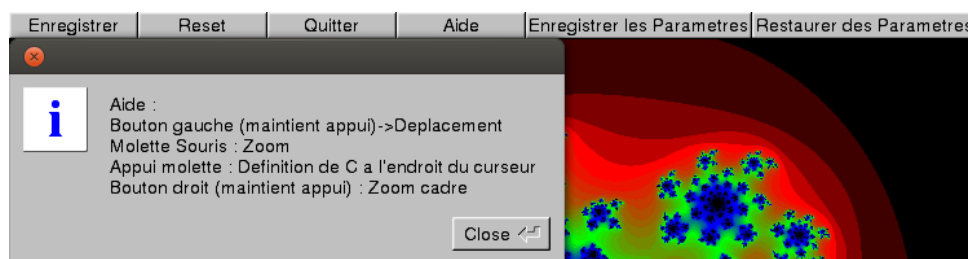 Enregistrer Reset Quitter Aide Enregistrer les Parametres Restaurer des Parametres
i
Aide :
Bouton gauche (maintient appui)->Deplacement
Molette Souris : Zoom
Appui molette : Definition de C a l'endroit du curseur
Bouton droit (maintient appui) : Zoom cadre
Close